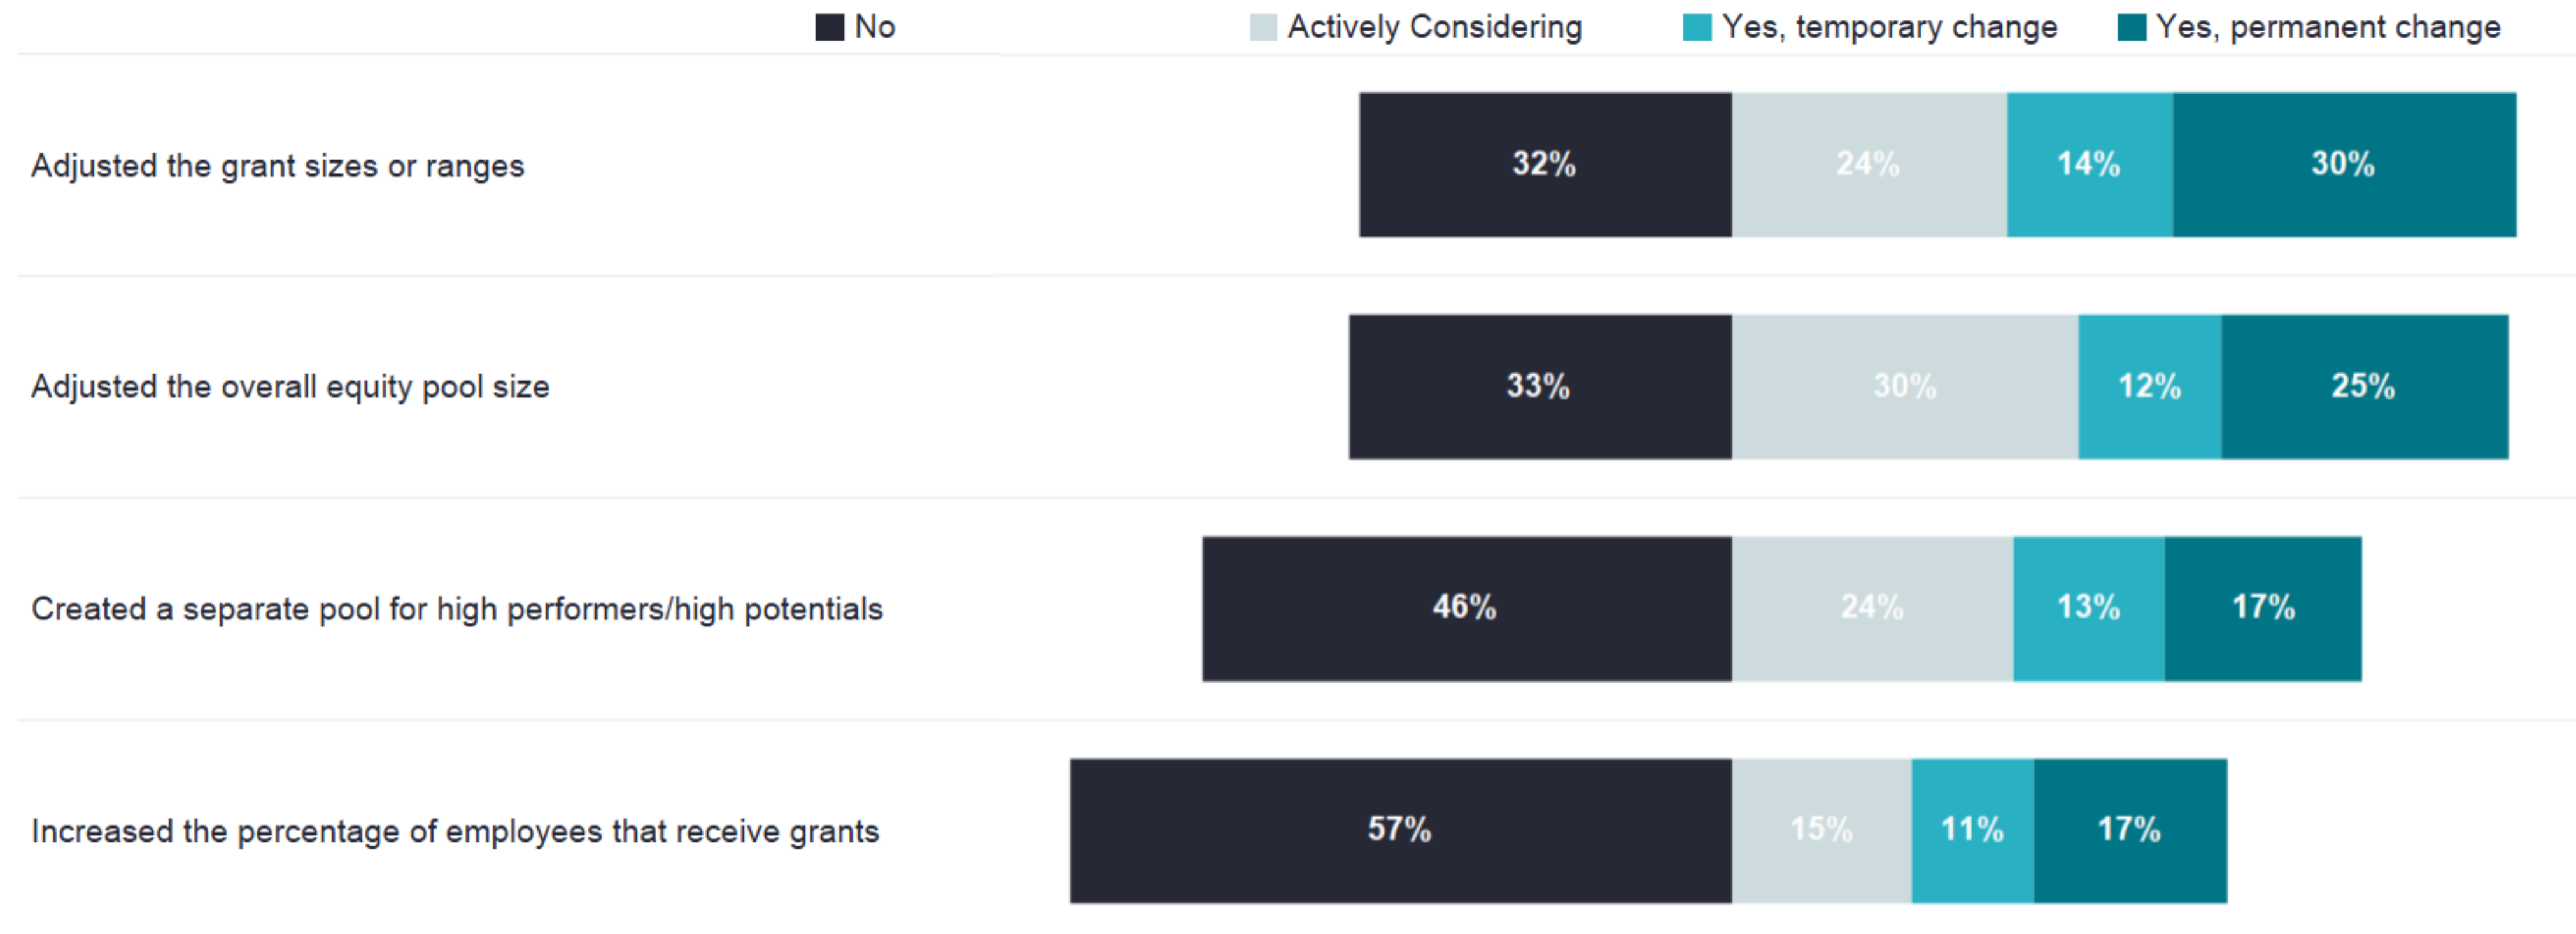 No Actively Considering Yes, temporary change Yes, permanent change
Adjusted the grant sizes or ranges 32% 24% 14% 30%
Adjusted the overall equity pool size 33% 30% 12% 25%
Created a separate pool for high performers/high potentials 46% 24% 13% 17%
Increased the percentage of employees that receive grants 57% 15% 11% 17%